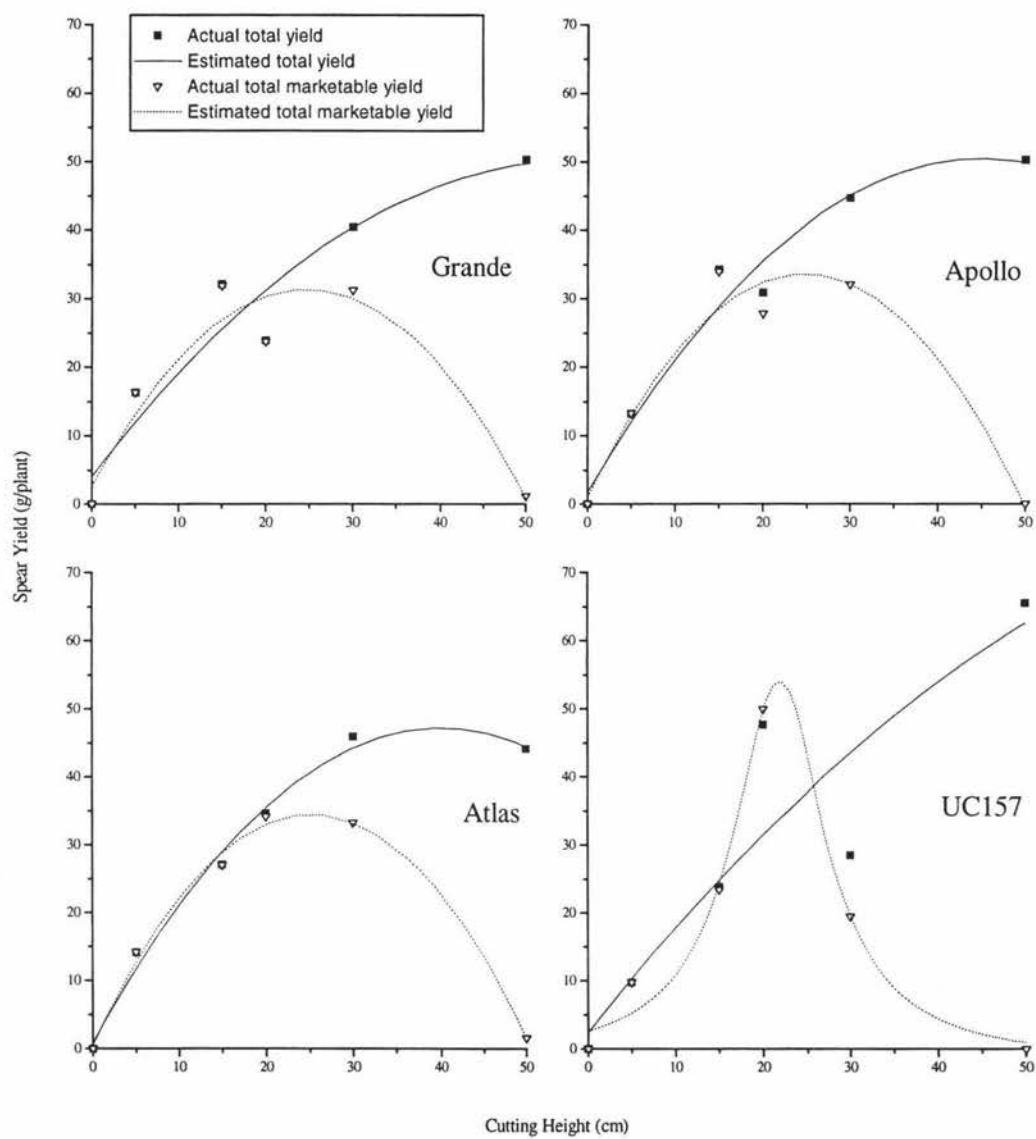 Actual total yield
Estimated total yield
Actual total marketable yield
Estimated total marketable yield
70
60
50
40
30
20
10
0
0 10 20 30 40 50
Grande
70
60
50
40
30
20
10
0
0 10 20 30 40 50
Apollo
Spear Yield (g/plant)
70
60
50
40
30
20
10
0
0 10 20 30 40 50
Atlas
70
60
50
40
30
20
10
0
0 10 20 30 40 50
UC157
Cutting Height (cm)